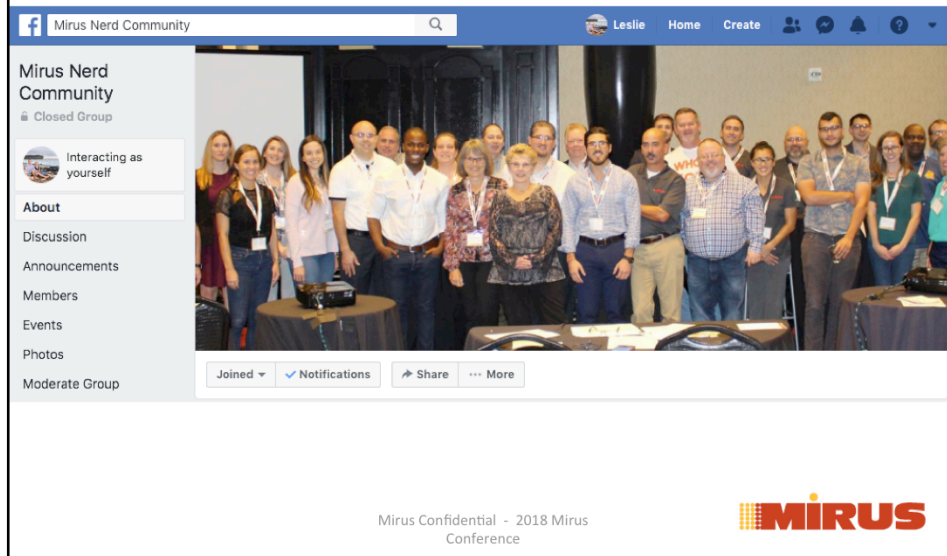 Mirus Nerd Community
Leslie
Home
Create
Mirus Nerd
Community
Closed Group
Interacting as
yourself
About
Discussion
Announcements
Members
Events
Photos
Moderate Group
Joined
Notifications
Share
More
Mirus Confidential - 2018 Mirus
Conference
MIRUS